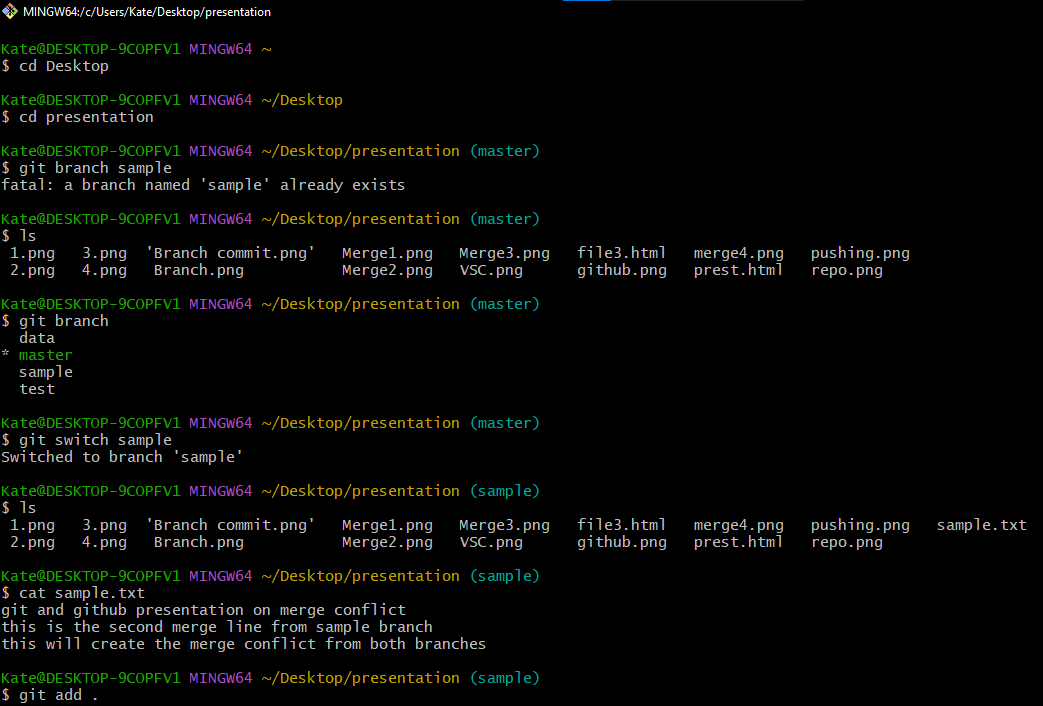 MINGW64:/c/Users/Kate/Desktop/presentation
Kate@DESKTOP-9COPFV1 MINGW64 ~
$ cd Desktop
Kate@DESKTOP-9COPFV1 MINGW64 ~/Desktop
$ cd presentation
Kate@DESKTOP-9COPFV1 MINGW64 ~/Desktop/presentation (master)
$ git branch sample
fatal: a branch named 'sample' already exists
Kate@DESKTOP-9COPFV1 MINGW64 ~/Desktop/presentation (master)
$ ls
1.png 3.png 'Branch commit.png' Merge1.png Merge3.png file3.html merge4.png pushing.png
2.png 4.png Branch.png Merge2.png VSC.png github.png prest.html repo.png
Kate@DESKTOP-9COPFV1 MINGW64 ~/Desktop/presentation (master)
$ git branch
data
* master
sample
test
Kate@DESKTOP-9COPFV1 MINGW64 ~/Desktop/presentation (master)
$ git switch sample
Switched to branch 'sample'
Kate@DESKTOP-9COPFV1 MINGW64 ~/Desktop/presentation (sample)
$ ls
1.png 3.png 'Branch commit.png' Merge1.png Merge3.png file3.html merge4.png pushing.png sample.txt
2.png 4.png Branch.png Merge2.png VSC.png github.png prest.html repo.png
Kate@DESKTOP-9COPFV1 MINGW64 ~/Desktop/presentation (sample)
$ cat sample.txt
git and github presentation on merge conflict
this is the second merge line from sample branch
this will create the merge conflict from both branches
Kate@DESKTOP-9COPFV1 MINGW64 ~/Desktop/presentation (sample)
$ git add .